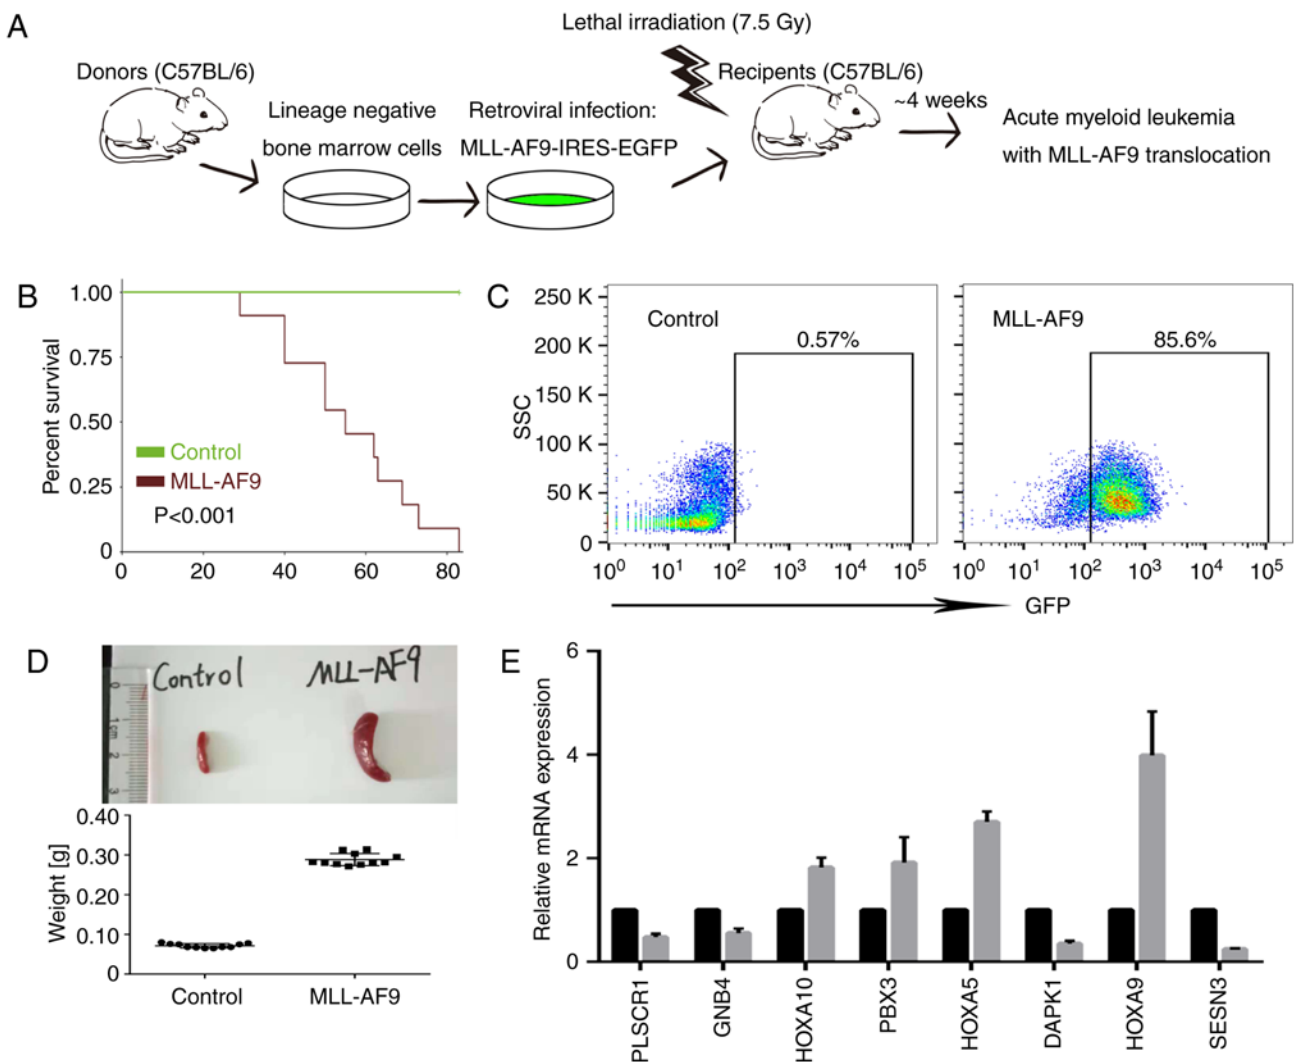 A
Lethal irradiation (7.5 Gy)
Donors (C57BL/6)
Recipents (C57BL/6)
Lineage negative
bone marrow cells
Retroviral infection:
MLL-AF9-IRES-EGFP
~4 weeks
Acute myeloid leukemia
with MLL-AF9 translocation
B
Percent survival
1.00
0.75
0.50
0.25
0
Control
MLL-AF9
P<0.001
0 20 40 60 80
C
SSC
250 K
200 K
150 K
100 K
50 K
0
Control
0.57%
10^0 10^1 10^2 10^3 10^4 10^5
MLL-AF9
85.6%
10^0 10^1 10^2 10^3 10^4 10^5
GFP
D
Control MLL-AF9
0
1cm
2
3
Weight [g]
0.40
0.30
0.20
0.10
0
Control MLL-AF9
E
Relative mRNA expression
6
4
2
0
PLSCR1
GNB4
HOXA10
PBX3
HOXA5
DAPK1
HOXA9
SESN3